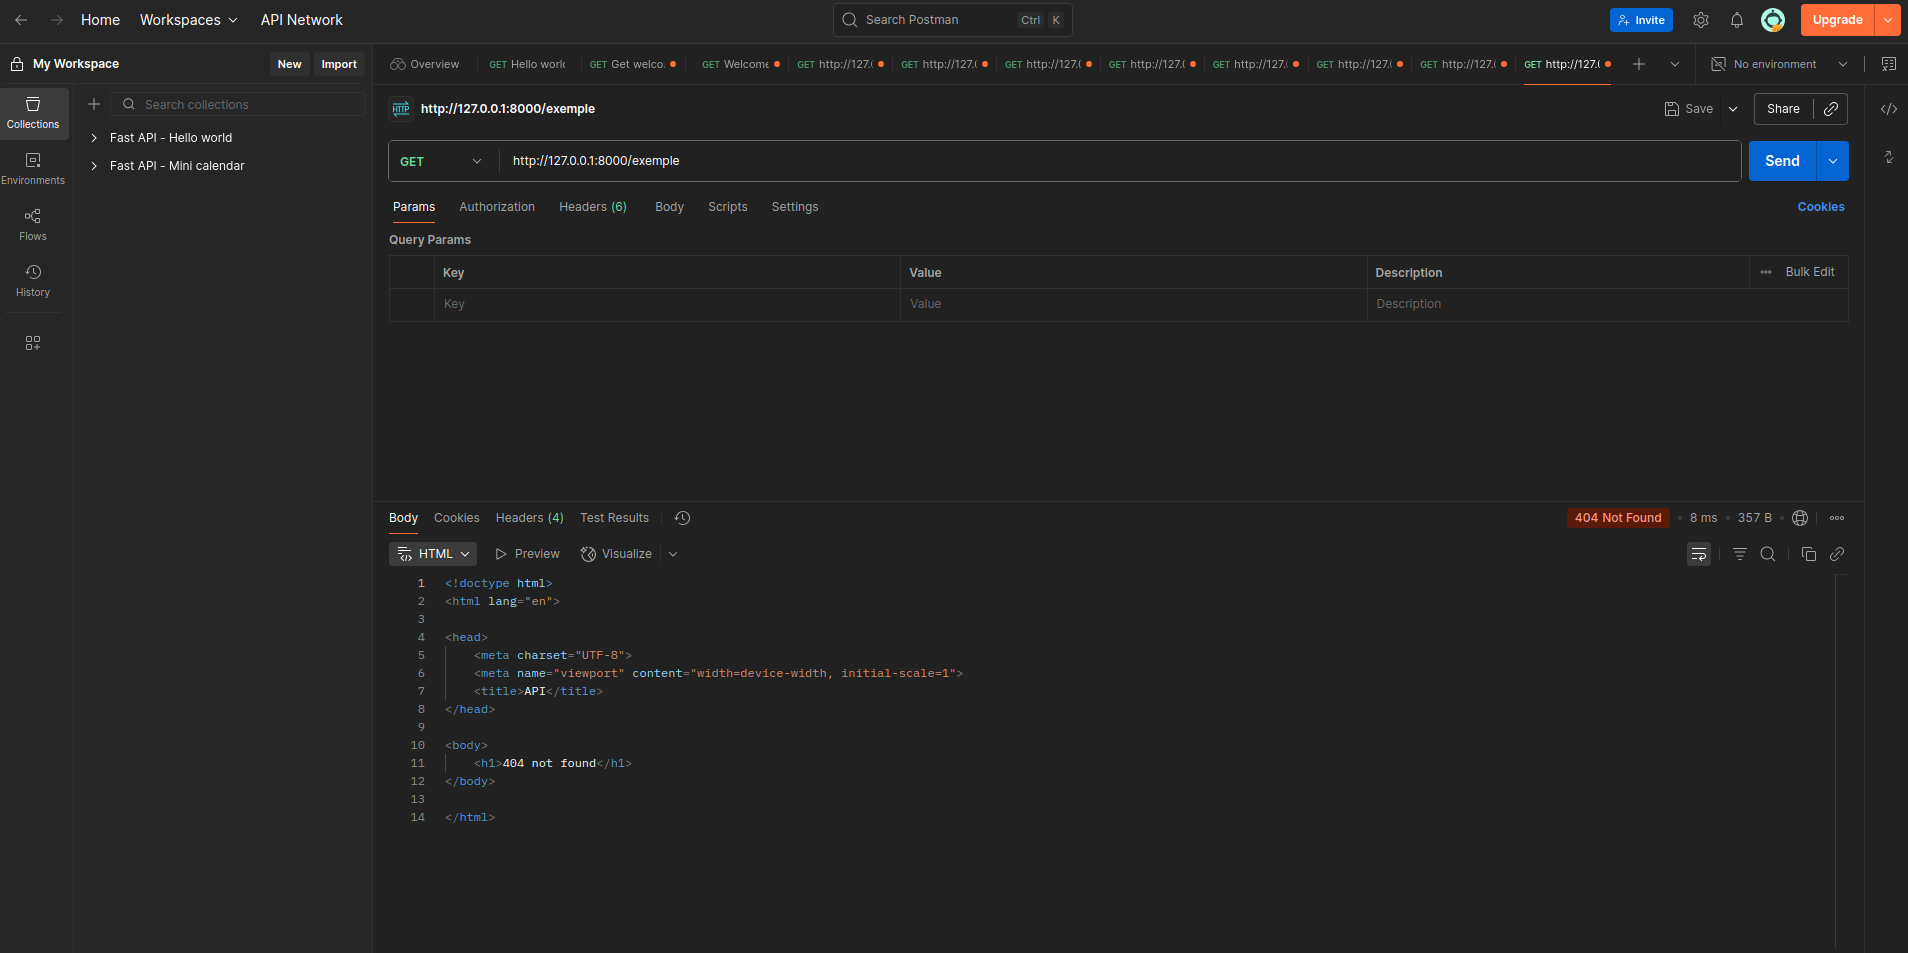 Home Workspaces API Network Search Postman Ctrl K Invite Upgrade
My Workspace New Import
Overview GET Hello worl GET Get welco. GET Welcome GET http://127.( GET http://127.( GET http://127.( GET http://127.( GET http://127.( GET http://127.( GET http://127.( GET http://127. No environment
Collections
Environments
Flows
History
Search collections
Fast API - Hello world
Fast API - Mini calendar
HTTP http://127.0.0.1:8000/exemple Save Share
GET http://127.0.0.1:8000/exemple Send
Params Authorization Headers (6) Body Scripts Settings Cookies
Query Params
Key Value Description Bulk Edit
Key Value Description
Body Cookies Headers (4) Test Results 404 Not Found 8 ms 357 B
HTML Preview Visualize
1 <!doctype html>
2 <html lang="en">
3
4 <head>
5 <meta charset="UTF-8">
6 <meta name="viewport" content="width=device-width, initial-scale=1">
7 <title>API</title>
8 </head>
9
10 <body>
11 <h1>404 not found</h1>
12 </body>
13
14 </html>